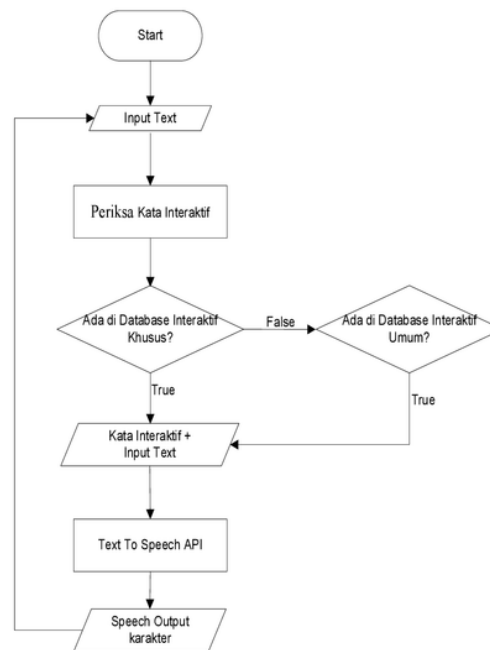 Start
Input Text
Periksa Kata Interaktif
Ada di Database Interaktif
Khusus?
False
Ada di Database Interaktif
Umum?
True
True
Kata Interaktif +
Input Text
Text To Speech API
Speech Output
karakter